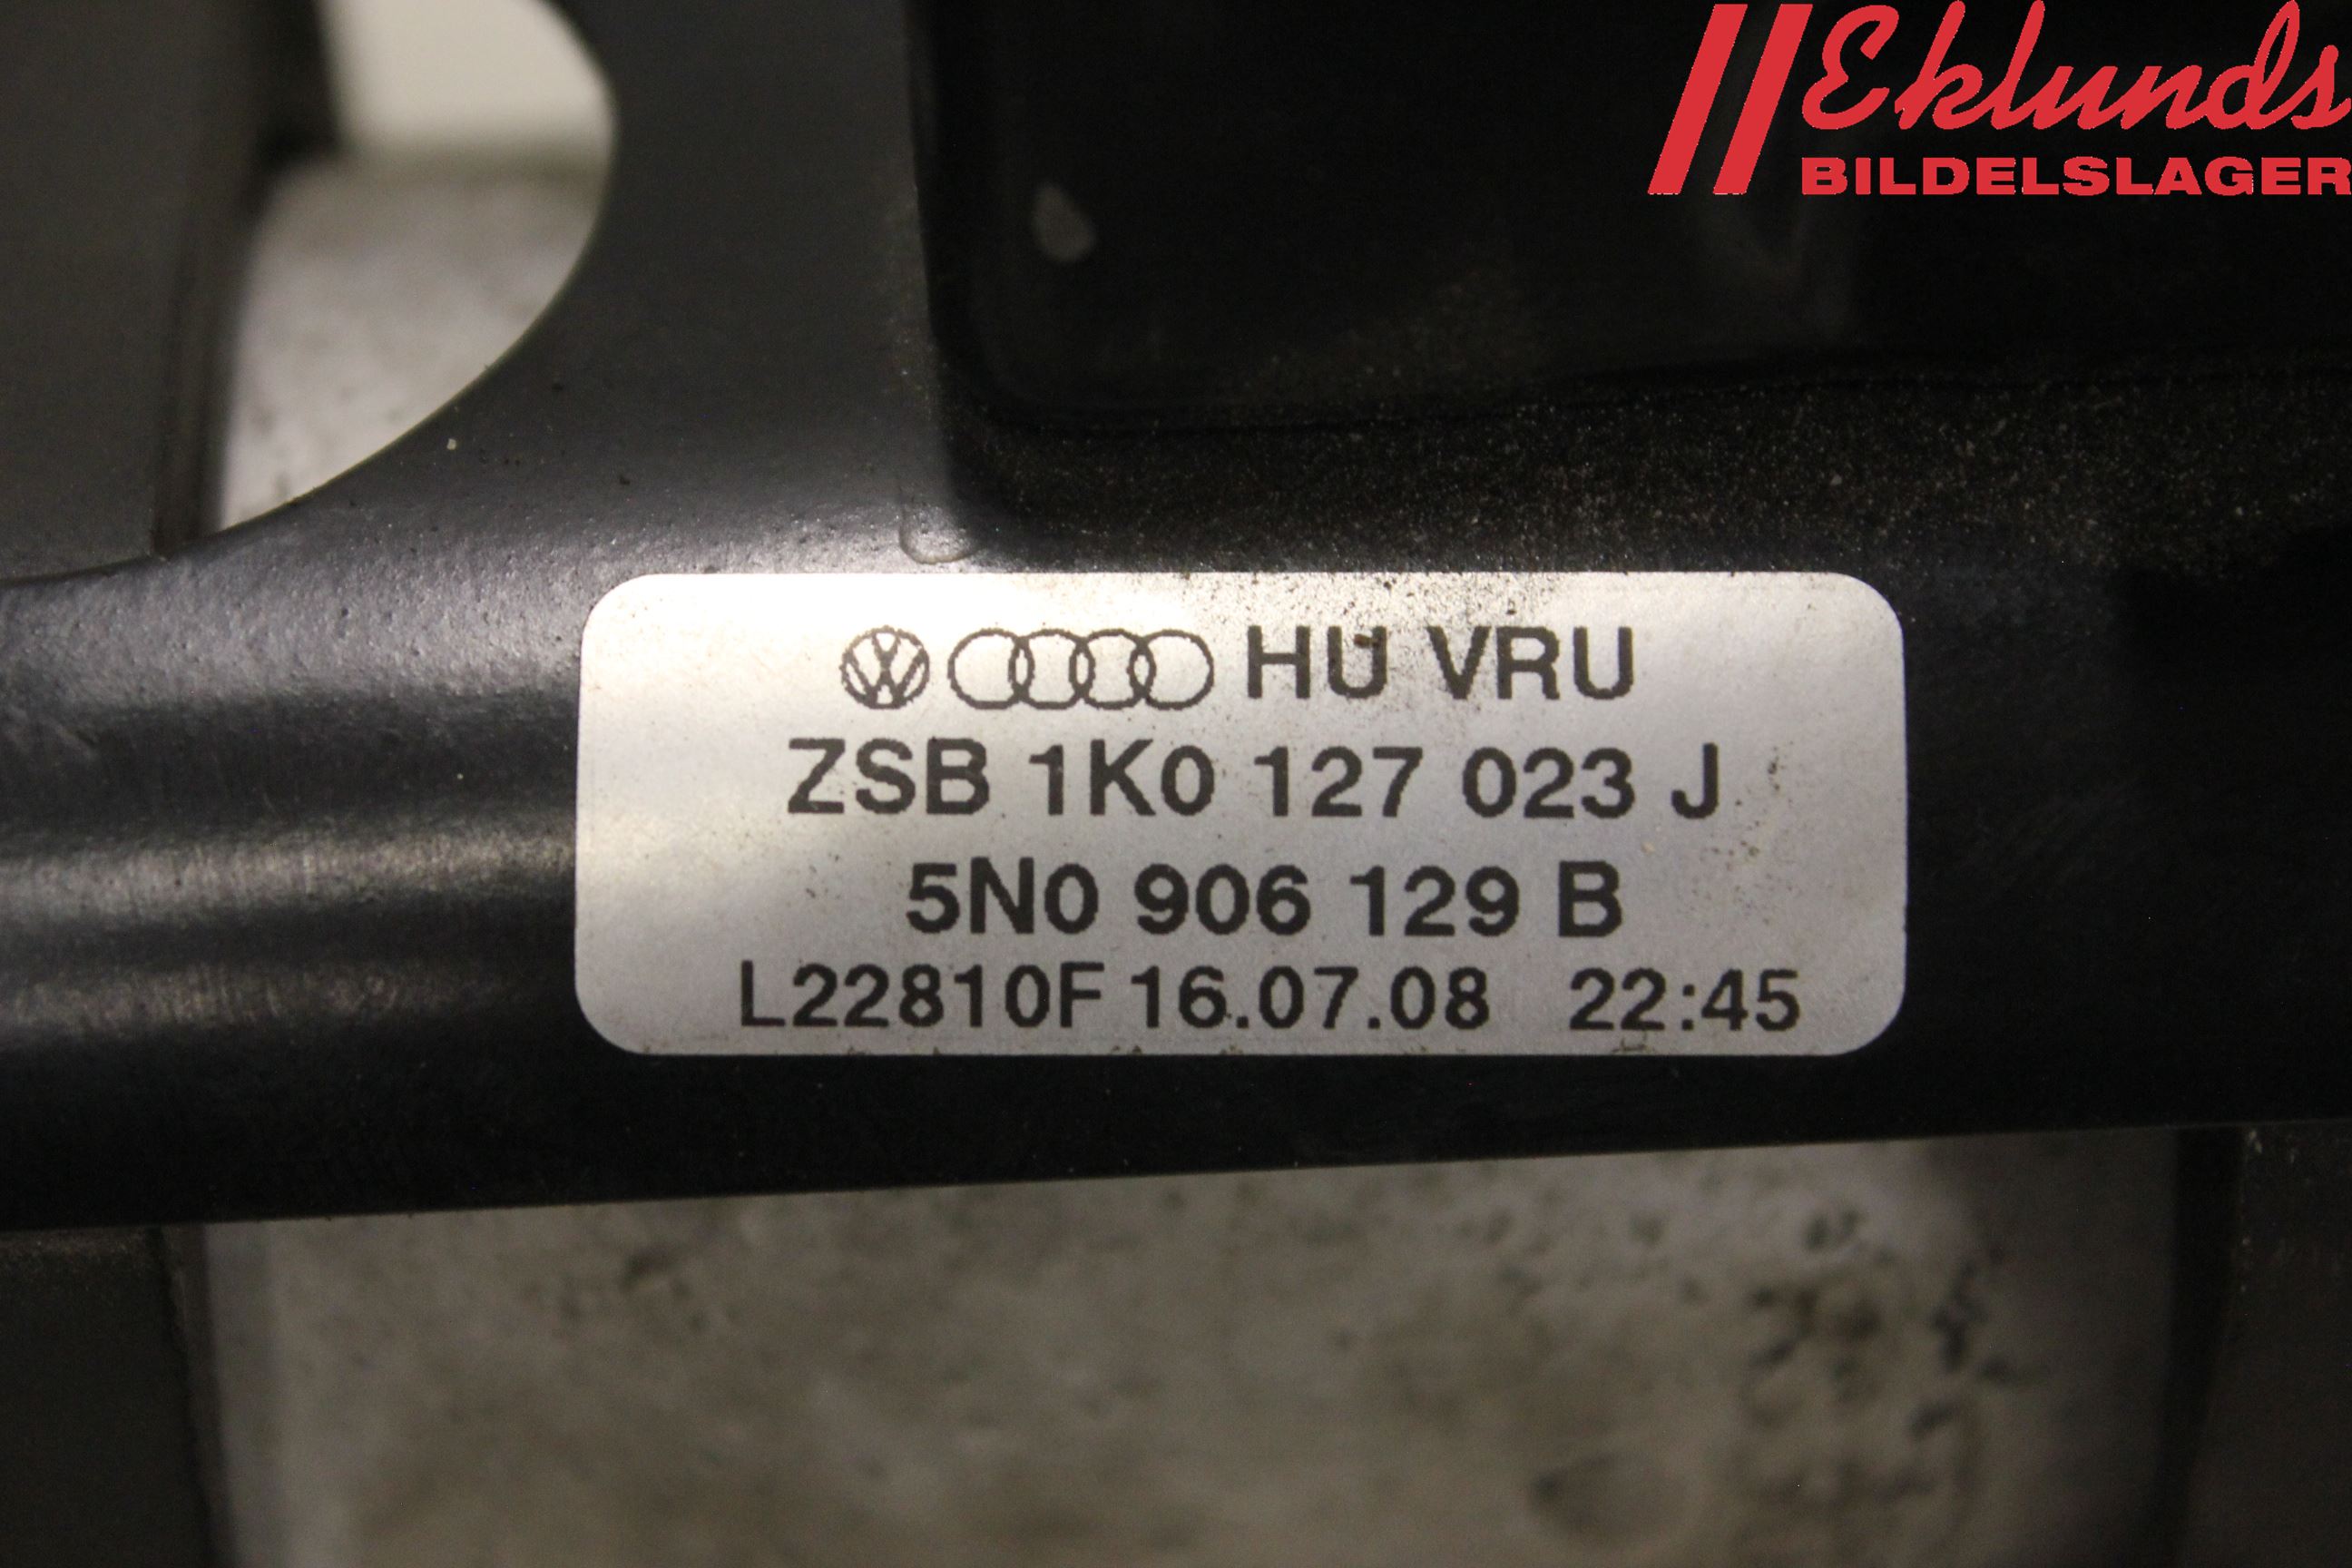 Eklunds
BILDELSLAGER
HU VRU
ZSB 1K0 127 023 J
5N0 906 129 B
L22810F 16.07.08 22:45